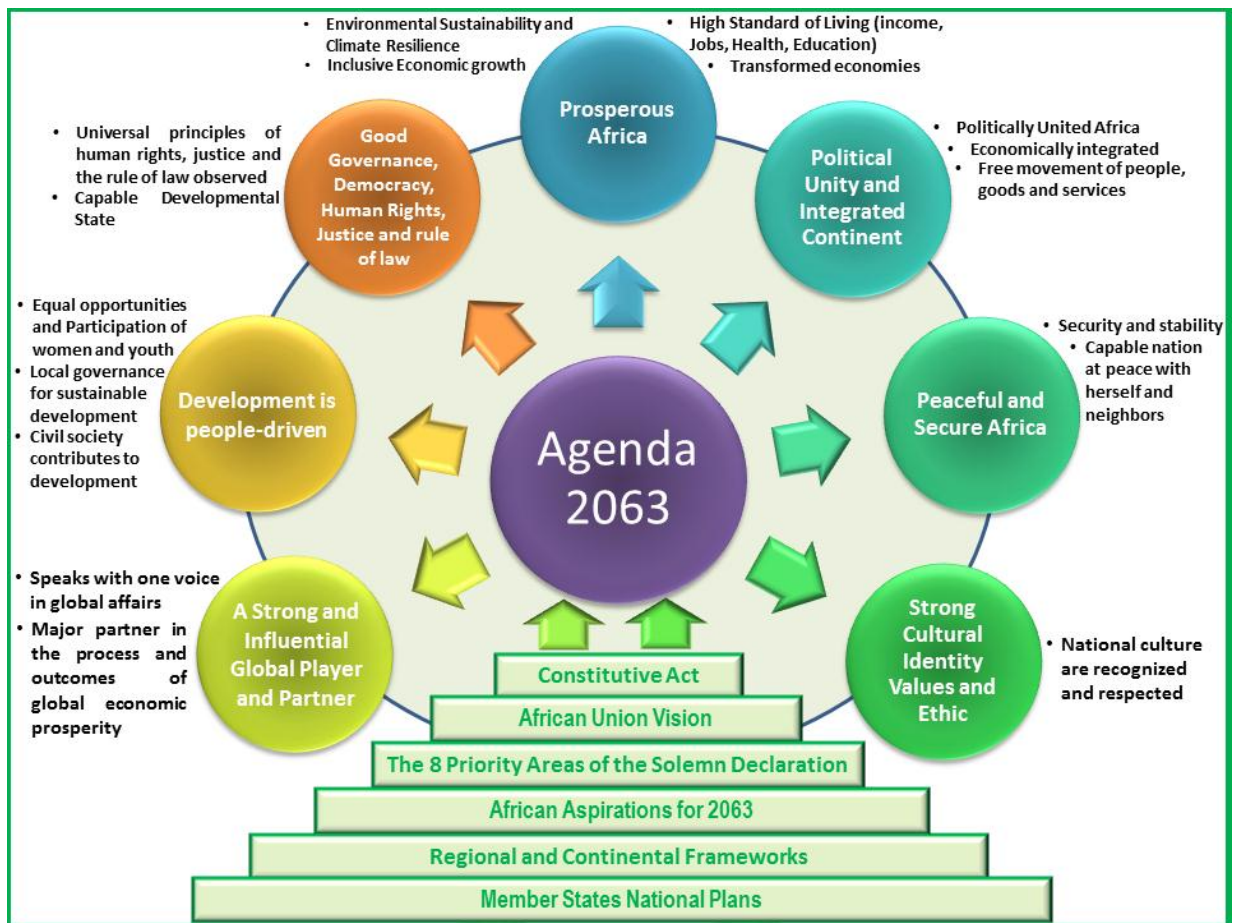 • Environmental Sustainability and
Climate Resilience
• Inclusive Economic growth
• High Standard of Living (income,
Jobs, Health, Education)
• Transformed economies
Prosperous
Africa
• Universal principles of
human rights, justice and
the rule of law observed
• Capable Developmental
State
Good
Governance,
Democracy,
Human Rights,
Justice and rule
of law
Political
Unity and
Integrated
Continent
• Politically United Africa
• Economically integrated
• Free movement of people,
goods and services
• Equal opportunities
and Participation of
women and youth
• Local governance
for sustainable
development
• Civil society
contributes to
development
Development is
people-driven
Agenda
2063
Peaceful and
Secure Africa
• Security and stability
• Capable nation
at peace with
herself and
neighbors
• Speaks with one voice
in global affairs
• Major partner in
the process and
outcomes of
global economic
prosperity
A Strong and
Influential
Global Player
and Partner
Strong
Cultural
Identity
Values and
Ethic
• National culture
are recognized
and respected
Constitutive Act
African Union Vision
The 8 Priority Areas of the Solemn Declaration
African Aspirations for 2063
Regional and Continental Frameworks
Member States National Plans